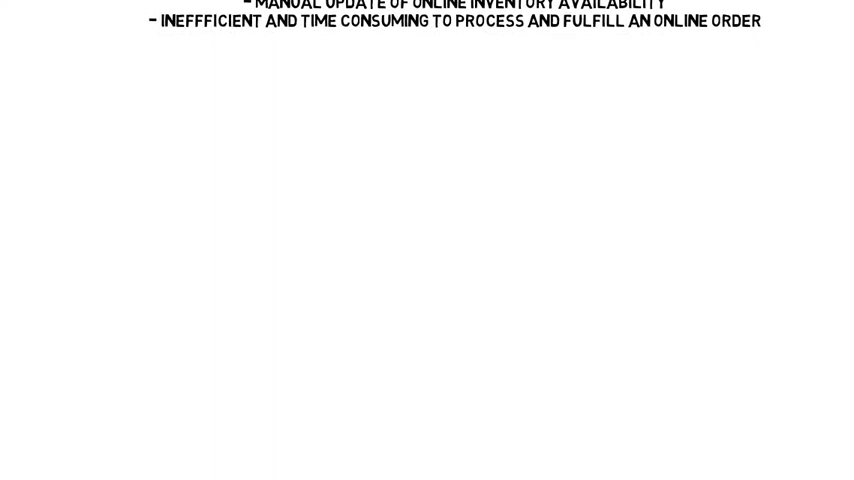 - MANUAL UPDATE OF ONLINE INVENTORY AVAILABILITY
- INEFFFICIENT AND TIME CONSUMING TO PROCESS AND FULFILL AN ONLINE ORDER